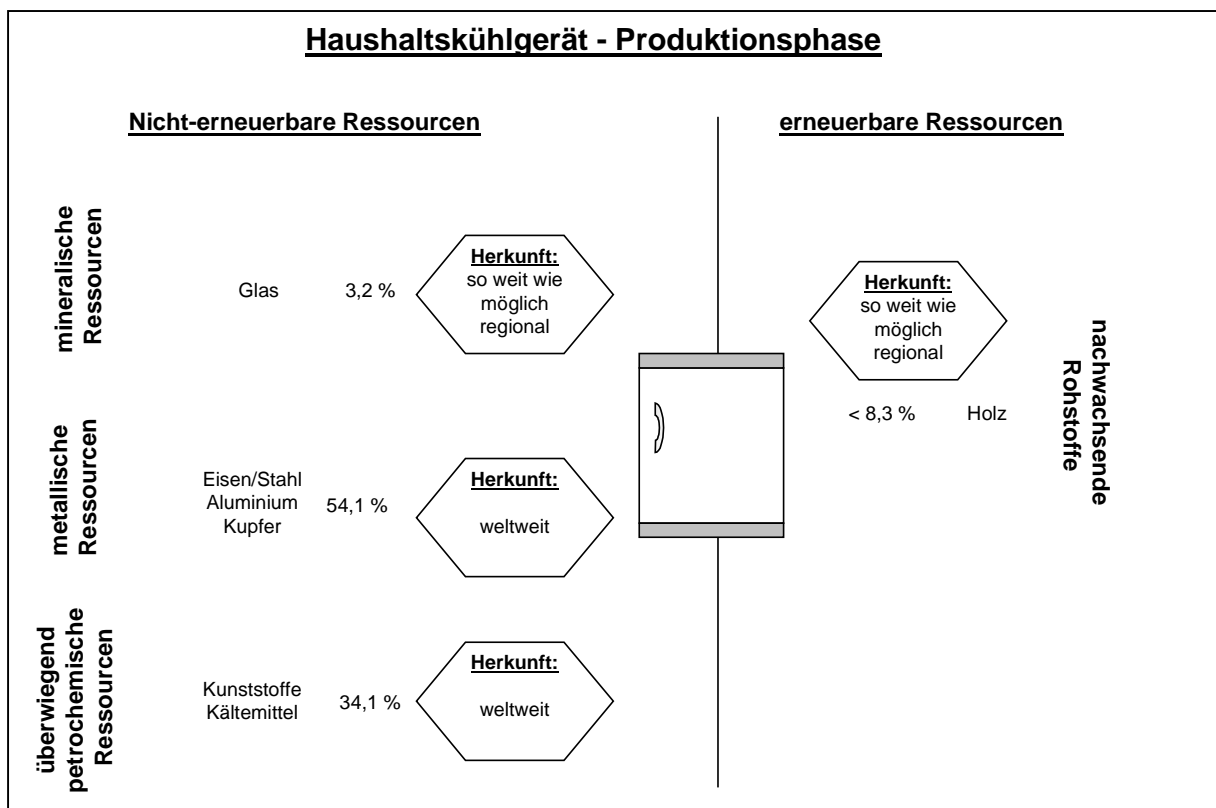 Haushaltskühlgerät - Produktionsphase
Nicht-erneuerbare Ressourcen
erneuerbare Ressourcen
mineralische
Ressourcen
Glas
3,2 %
Herkunft:
so weit wie
möglich
regional
Herkunft:
so weit wie
möglich
regional
< 8,3 %
Holz
nachwachsende
Rohstoffe
metallische
Ressourcen
Eisen/Stahl
Aluminium
Kupfer
54,1 %
Herkunft:
weltweit
überwiegend
petrochemische
Ressourcen
Kunststoffe
Kältemittel
34,1 %
Herkunft:
weltweit